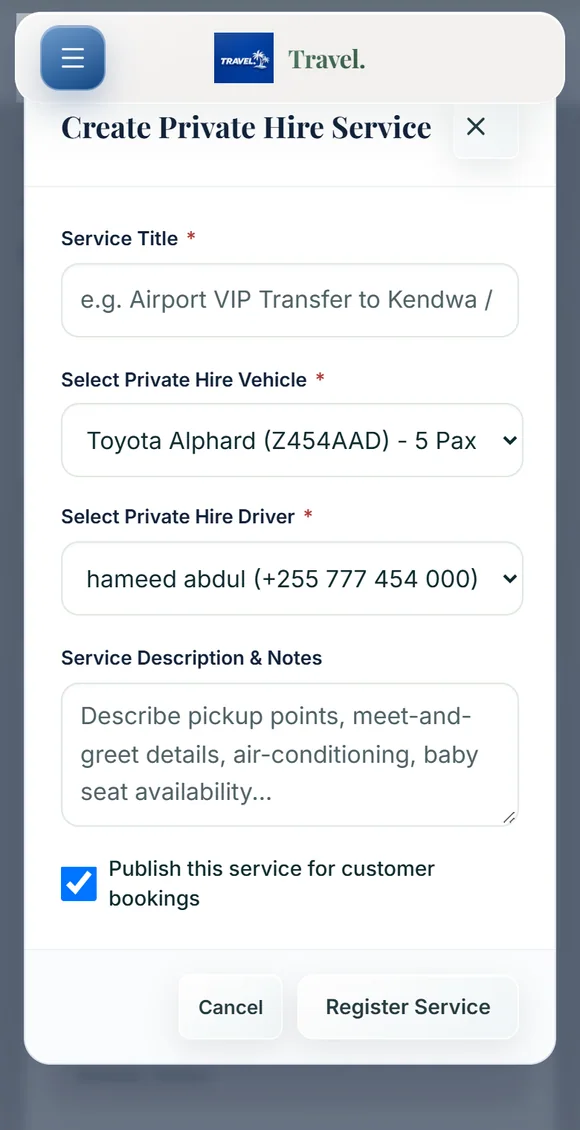 TRAVEL
Travel.
Create Private Hire Service
Service Title *
e.g. Airport VIP Transfer to Kendwa /
Select Private Hire Vehicle *
Toyota Alphard (Z454AAD) - 5 Pax
Select Private Hire Driver *
hameed abdul (+255 777 454 000)
Service Description & Notes
Describe pickup points, meet-and-
greet details, air-conditioning, baby
seat availability...
Publish this service for customer
bookings
Cancel
Register Service